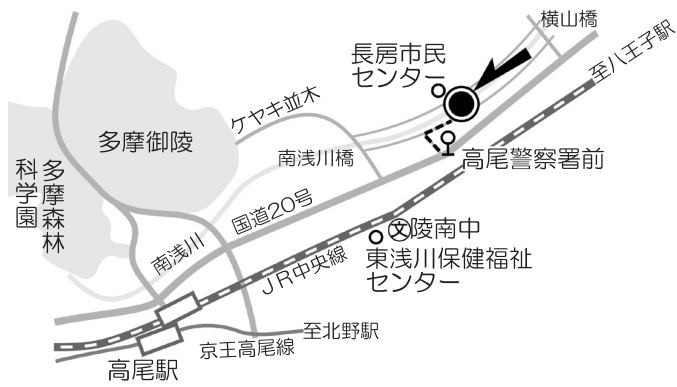 横山橋
長房市民
センター
至八王子駅
ケヤキ並木
多摩御陵
南浅川橋
高尾警察署前
多摩森林
科学園
国道20号
文陵南中
南浅川
東浅川保健福祉
センター
JR中央線
至北野駅
京王高尾線
高尾駅